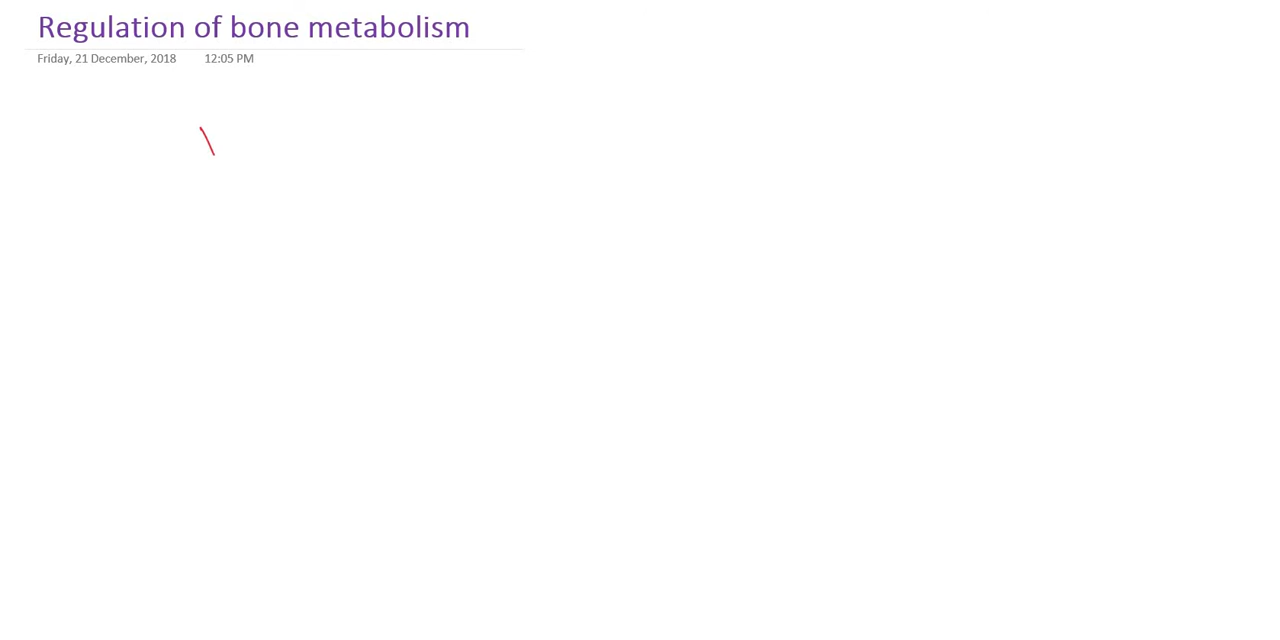 Regulation of bone metabolism
Friday, 21 December, 2018 12:05 PM